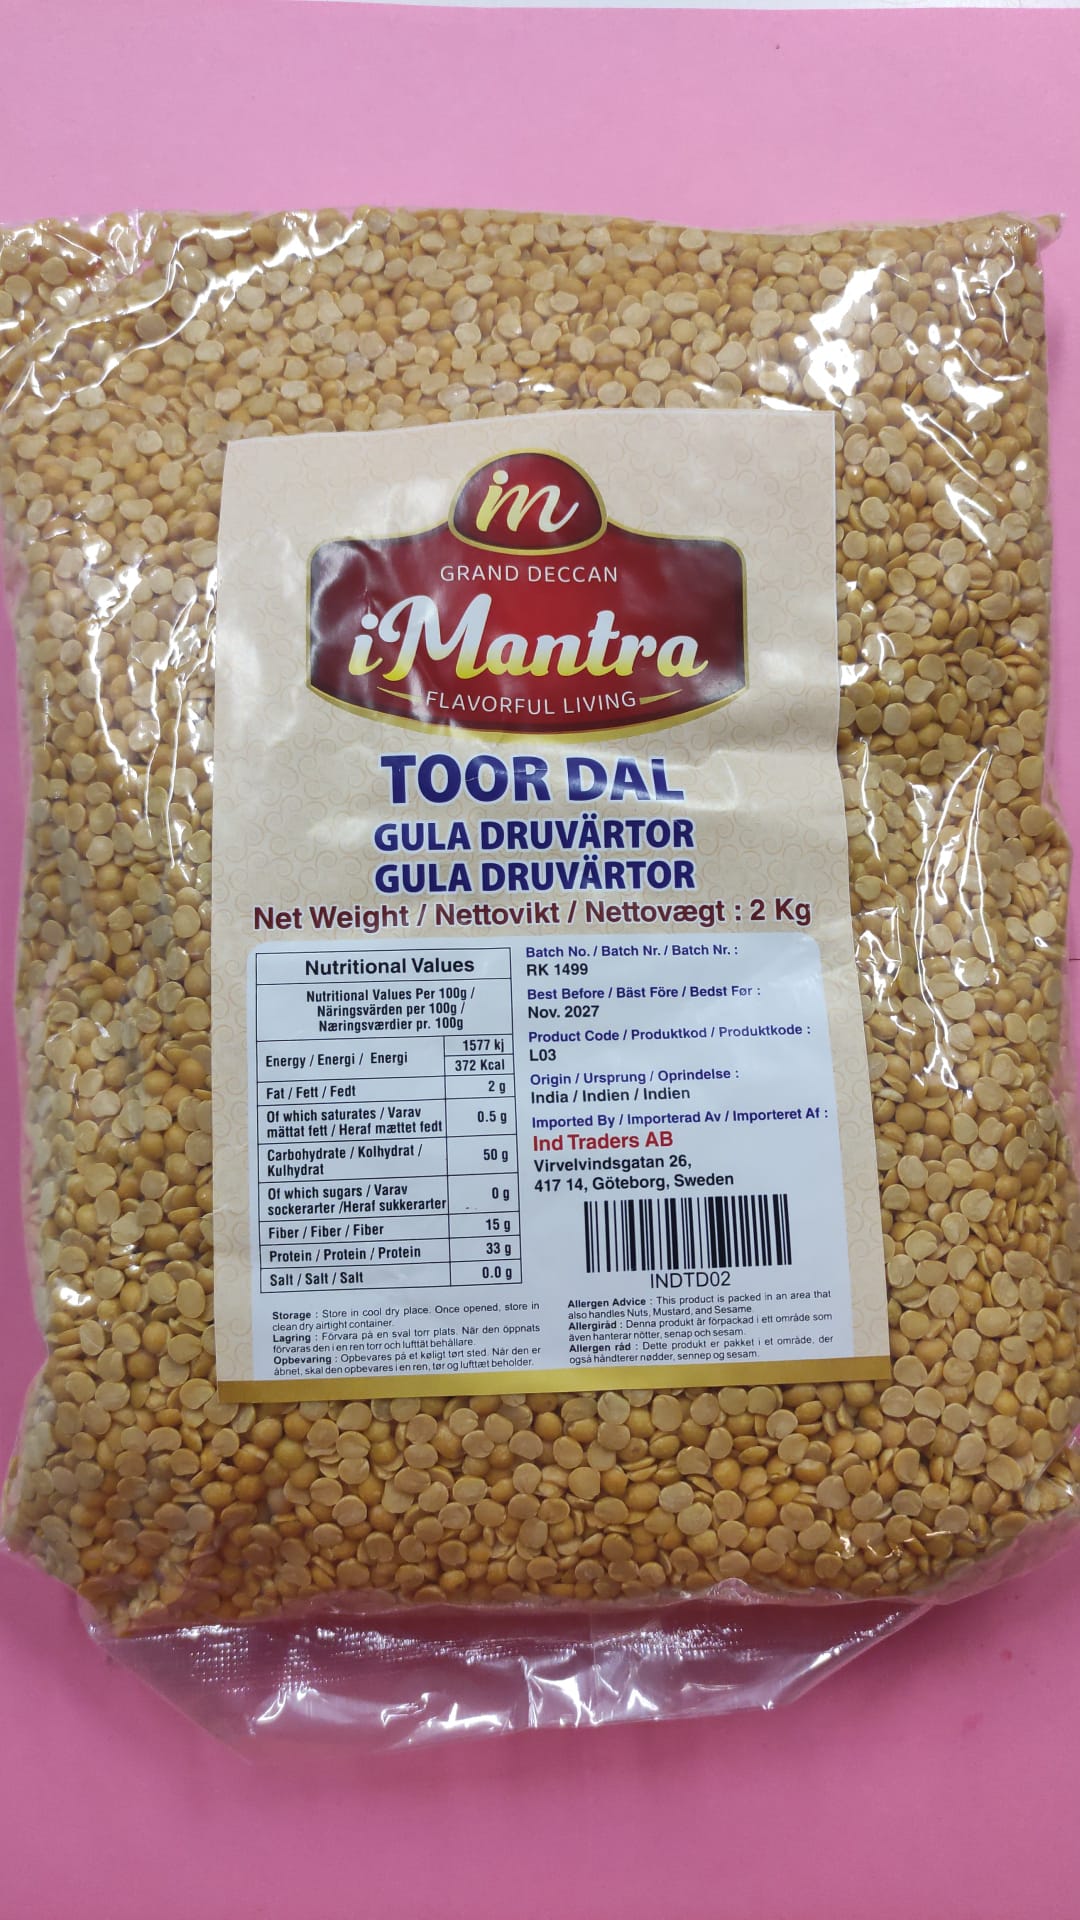 im
GRAND DECCAN
iMantra
FLAVORFUL LIVING
TOOR DAL
GULA DRUVÄRTOR
GULA DRUVÄRTOR
Net Weight / Nettovikt / Nettovægt : 2 Kg
Nutritional Values
Nutritional Values Per 100g /
Näringsvärden per 100g /
Næringsværdier pr. 100g
Energy / Energi / Energi
1577 kj
372 Kcal
Fat / Fett / Fedt 2 g
Of which saturates / Varav
mättat fett / Heraf mættet fedt 0.5 g
Carbohydrate / Kolhydrat /
Kulhydrat 50 g
Of which sugars / Varav
sockerarter /Heraf sukkerarter 0 g
Fiber / Fiber / Fiber 15 g
Protein / Protein / Protein 33 g
Salt / Salt / Salt 0.0 g
Storage : Store in cool dry place. Once opened, store in
clean dry airtight container.
Lagring : Förvara på en sval torr plats. När den öppnats
förvaras den i en ren torr och lufttät behållare.
Opbevaring : Opbevares på et køligt tørt sted. Når den er
åbnet, skal den opbevares i en ren, tør og lufttæt beholder.
Batch No. / Batch Nr. / Batch Nr. :
RK 1499
Best Before / Bäst Före / Bedst Før :
Nov. 2027
Product Code / Produktkod / Produktkode :
L03
Origin / Ursprung / Oprindelse :
India / Indien / Indien
Imported By / Importerad Av / Importeret Af :
Ind Traders AB
Virvelvindsgatan 26,
417 14, Göteborg, Sweden
INDTD02
Allergen Advice : This product is packed in an area that
also handles Nuts, Mustard, and Sesame.
Allergiråd : Denna produkt är förpackad i ett område som
även hanterar nötter, senap och sesam.
Allergen råd : Dette produkt er pakket i et område, der
også håndterer nødder, sennep og sesam.